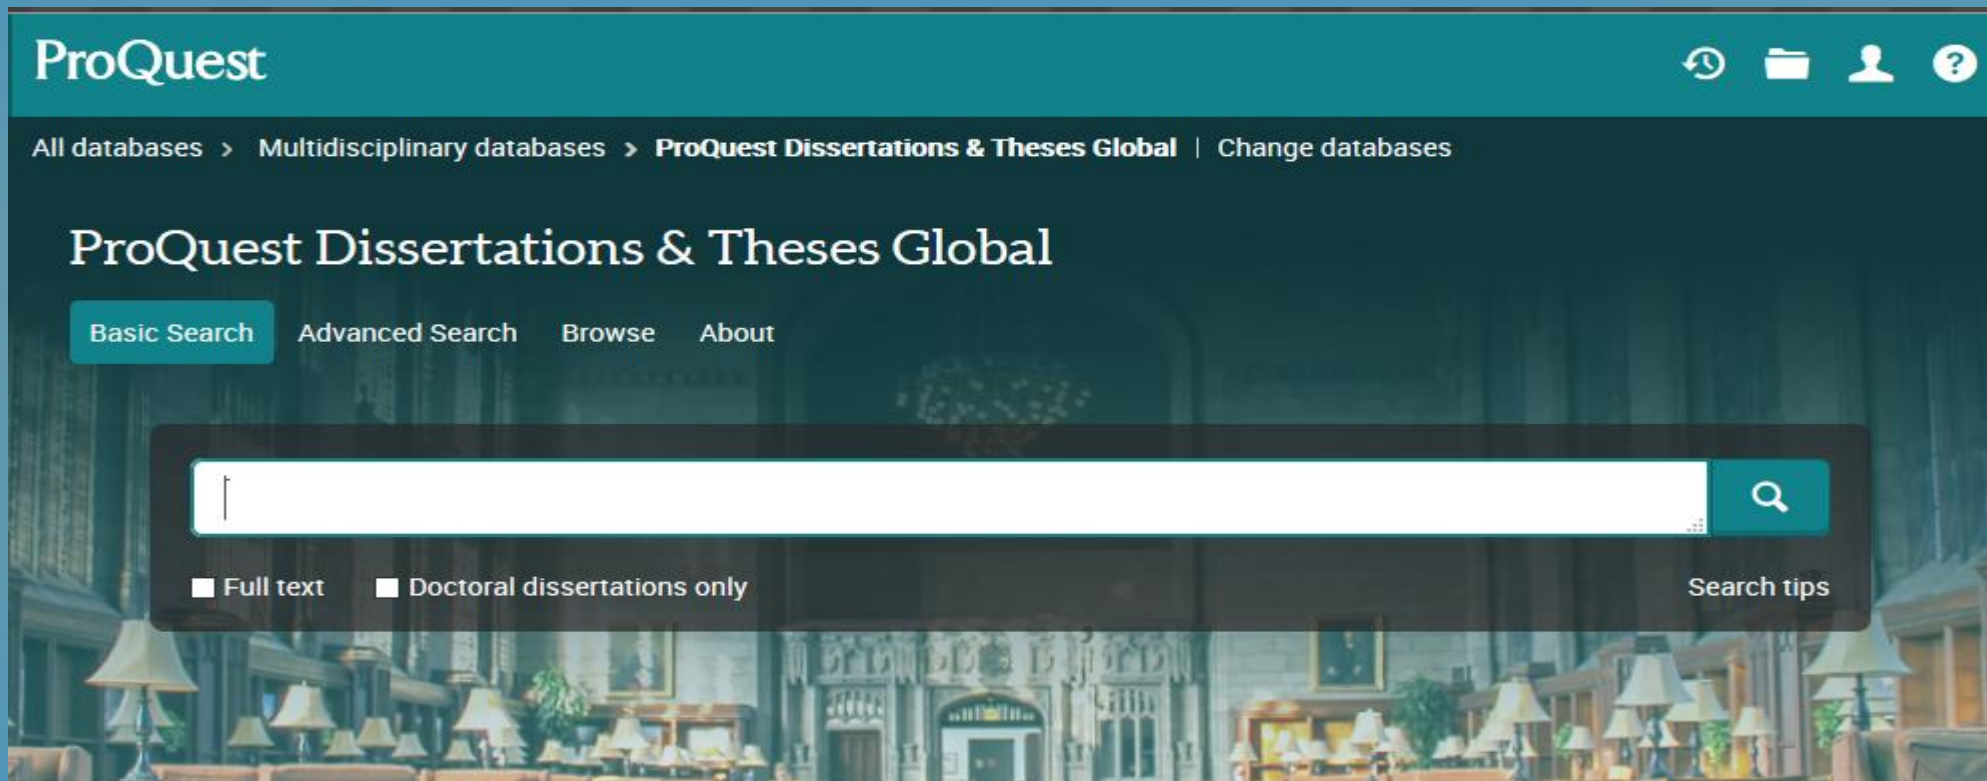 ProQuest
All databases > Multidisciplinary databases > ProQuest Dissertations & Theses Global | Change databases
ProQuest Dissertations & Theses Global
Basic Search Advanced Search Browse About
Full text Doctoral dissertations only Search tips